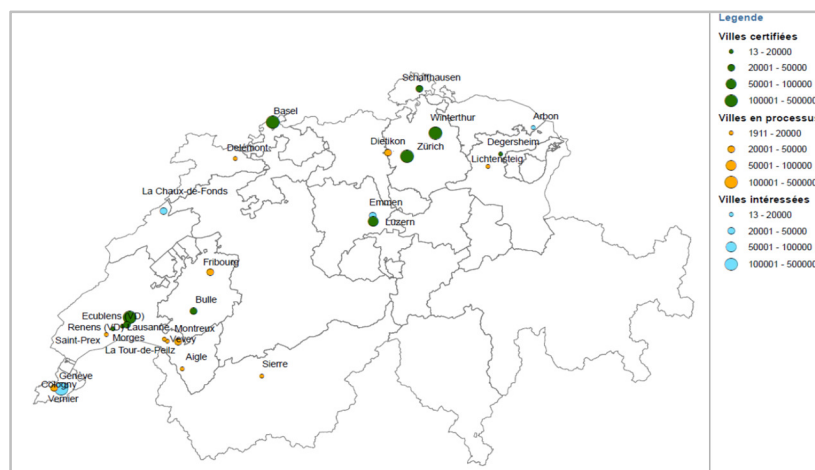 Legende
Villes certifiées
13 - 20000
20001 - 50000
50001 - 100000
100001 - 500000
Villes en processus
1911 - 20000
20001 - 50000
50001 - 100000
100001 - 500000
Villes intéressées
13 - 20000
20001 - 50000
50001 - 100000
100001 - 500000
Schaffhausen
Basel
Winterthur
Arbon
Delémont
Dietikon
Zürich
Degersheim
Lichtensteig
La Chaux-de-Fonds
Emmen
Luzern
Fribourg
Bulle
Ecublens (VD)
Renens (VD) Lausanne
Montreux
Saint-Prex
Morges
Vevey
La Tour-de-Peilz
Aigle
Sierre
Genève
Cologny
Vernier